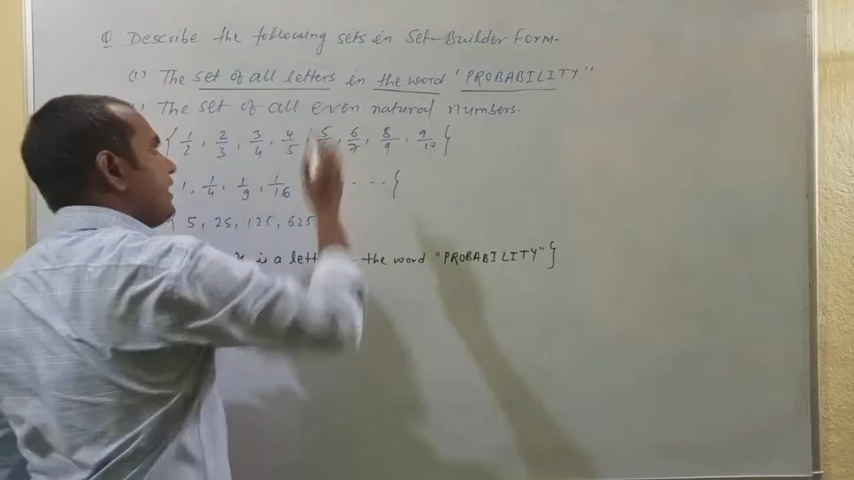 Q Describe the following sets in Set-Builder Form-
(i) The set of all letters in the word "PROBABILITY"
) The set of all even natural numbers.
{ 1/2, 2/3, 3/4, 4/5, 5/, 6/7, 8/9, 9/10 }
1, 1/4, 1/9, 1/16 - -- }
{ 5, 25, 125, 625
is a lett the word "PROBABILITY" }